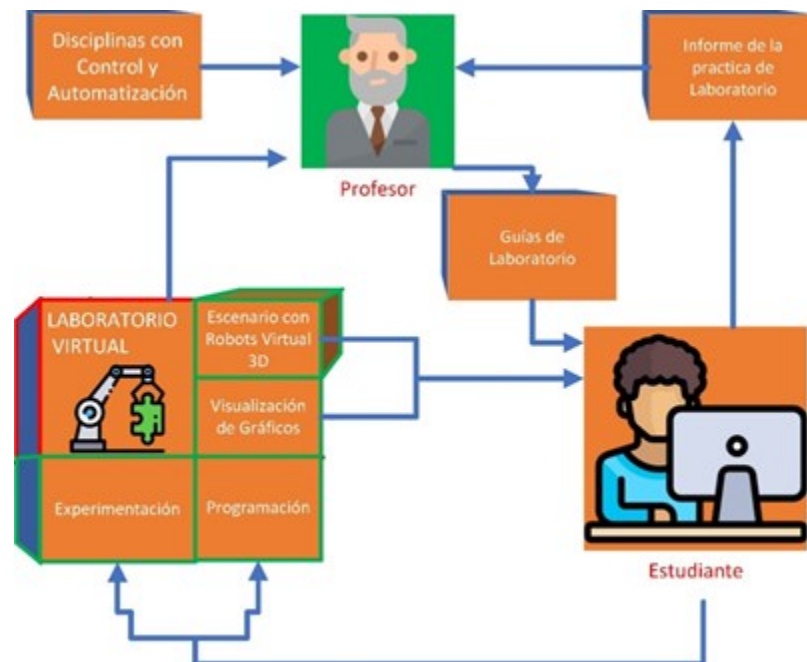 Disciplinas con
Control y
Automatización
Informe de la
practica de
Laboratorio
Profesor
Guías de
Laboratorio
LABORATORIO
VIRTUAL
Escenario con
Robots Virtual
3D
Visualización
de Gráficos
Experimentación
Programación
Estudiante